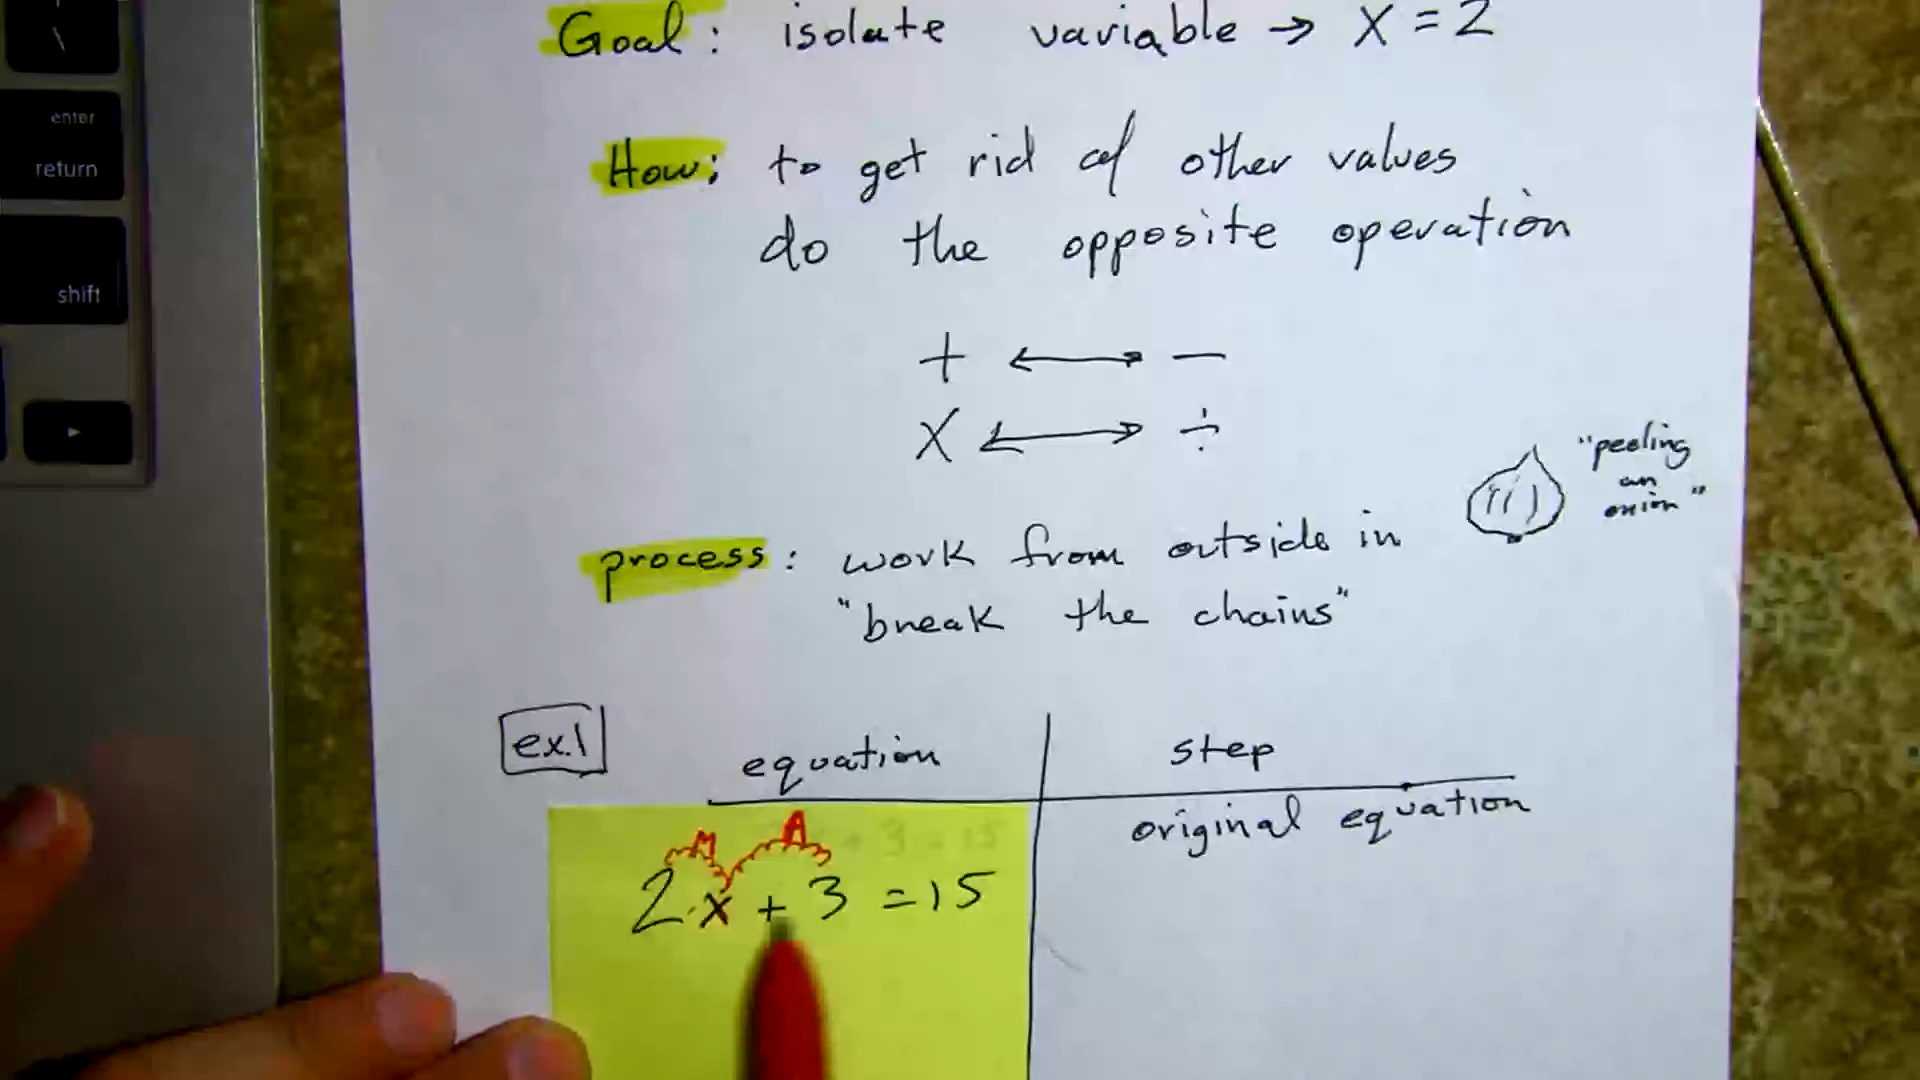 \
enter
return
shift
Goal: isolate variable → x = 2
How: to get rid of other values
do the opposite operation
+ ↔ −
X ↔ ÷
"peeling
an
onion"
process: work from outside in
"break the chains"
ex.1
equation
step
original equation
M A
+ 3 = 15
2·x + 3 = 15